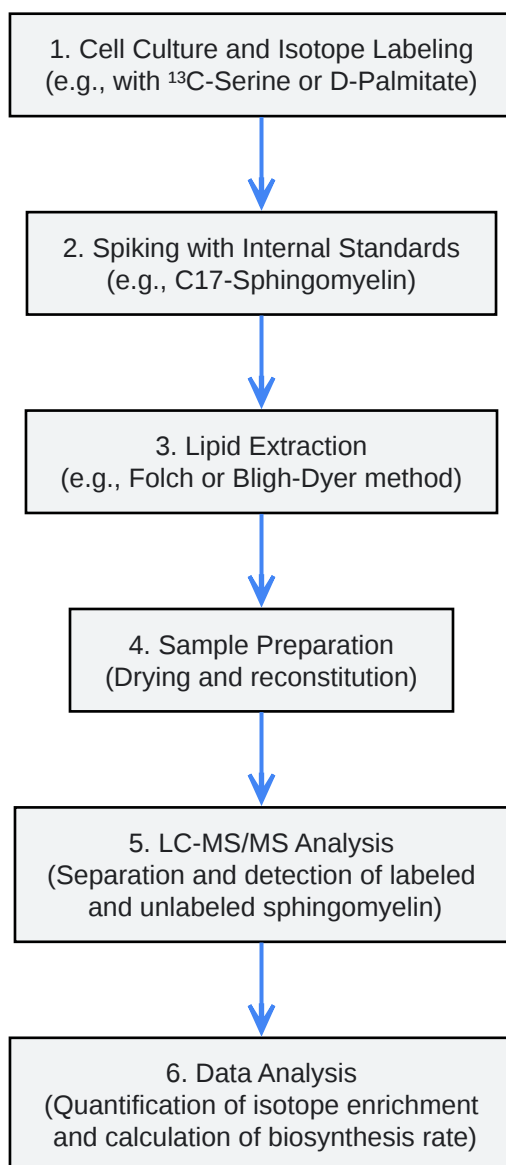 1. Cell Culture and Isotope Labeling
(e.g., with ¹³C-Serine or D-Palmitate)
2. Spiking with Internal Standards
(e.g., C17-Sphingomyelin)
3. Lipid Extraction
(e.g., Folch or Bligh-Dyer method)
4. Sample Preparation
(Drying and reconstitution)
5. LC-MS/MS Analysis
(Separation and detection of labeled
and unlabeled sphingomyelin)
6. Data Analysis
(Quantification of isotope enrichment
and calculation of biosynthesis rate)